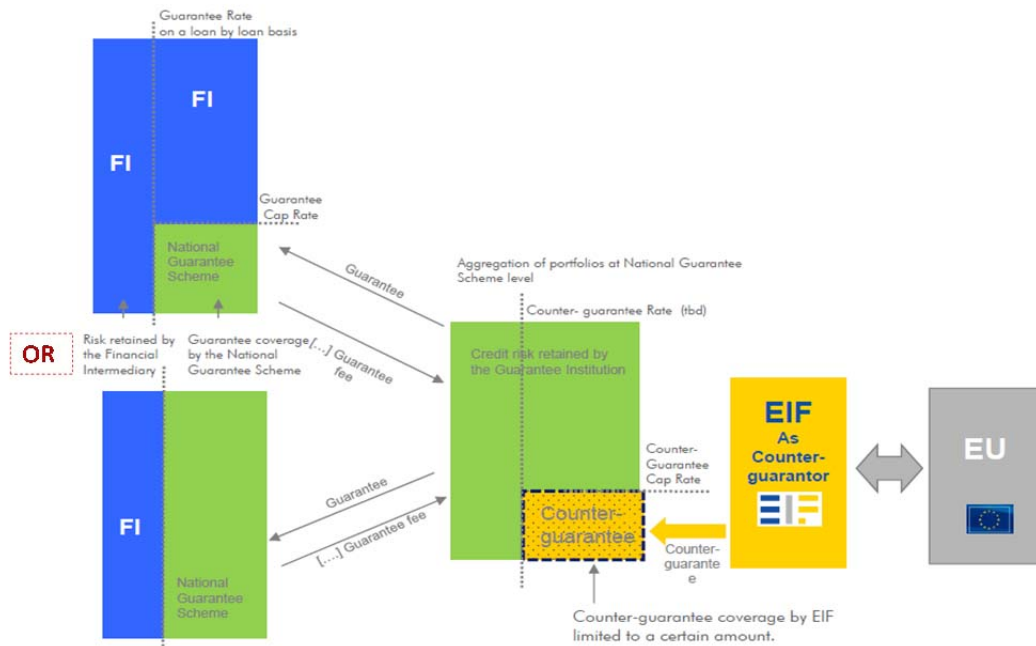 Guarantee Rate
on a loan by loan basis
FI
FI
Guarantee
Cap Rate
National
Guarantee
Scheme
Guarantee
[...] Guarantee
fee
OR
Risk retained by
the Financial
Intermediary
Guarantee coverage
by the National
Guarantee Scheme
Aggregation of portfolios at National Guarantee
Scheme level
Counter- guarantee Rate (tbd)
Credit risk retained by
the Guarantee Institution
Counter-
Guarantee
Cap Rate
Counter-
guarantee
EIF
As
Counter-
guarantor
EIF
EU
Counter-
guarante
e
Counter-guarantee coverage by EIF
limited to a certain amount.
Guarantee
[....] Guarantee fee
FI
National
Guarantee
Scheme